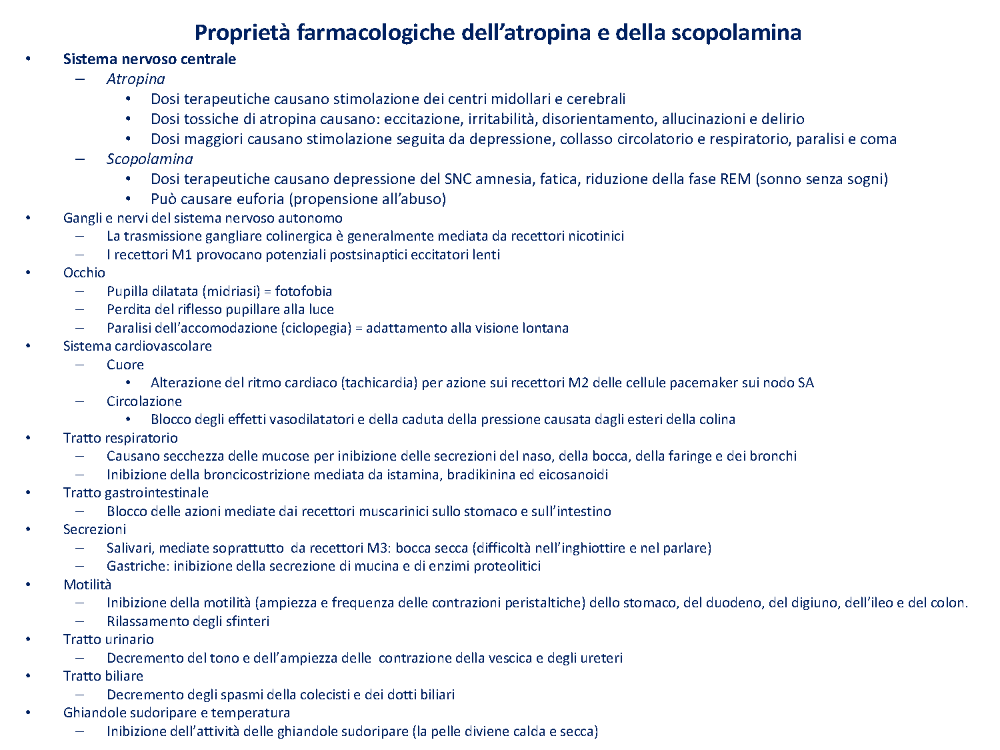 Proprietà farmacologiche dell’atropina e della scopolamina
• Sistema nervoso centrale
– Atropina
• Dosi terapeutiche causano stimolazione dei centri midollari e cerebrali
• Dosi tossiche di atropina causano: eccitazione, irritabilità, disorientamento, allucinazioni e delirio
• Dosi maggiori causano stimolazione seguita da depressione, collasso circolatorio e respiratorio, paralisi e coma
– Scopolamina
• Dosi terapeutiche causano depressione del SNC amnesia, fatica, riduzione della fase REM (sonno senza sogni)
• Può causare euforia (propensione all’abuso)
• Gangli e nervi del sistema nervoso autonomo
– La trasmissione gangliare colinergica è generalmente mediata da recettori nicotinici
– I recettori M1 provocano potenziali postsinaptici eccitatori lenti
• Occhio
– Pupilla dilatata (midriasi) = fotofobia
– Perdita del riflesso pupillare alla luce
– Paralisi dell’accomodazione (ciclopegia) = adattamento alla visione lontana
• Sistema cardiovascolare
– Cuore
• Alterazione del ritmo cardiaco (tachicardia) per azione sui recettori M2 delle cellule pacemaker sui nodo SA
– Circolazione
• Blocco degli effetti vasodilatatori e della caduta della pressione causata dagli esteri della colina
• Tratto respiratorio
– Causano secchezza delle mucose per inibizione delle secrezioni del naso, della bocca, della faringe e dei bronchi
– Inibizione della broncicostrizione mediata da istamina, bradikinina ed eicosanoidi
• Tratto gastrointestinale
– Blocco delle azioni mediate dai recettori muscarinici sullo stomaco e sull’intestino
• Secrezioni
– Salivari, mediate soprattutto da recettori M3: bocca secca (difficoltà nell’inghiottire e nel parlare)
– Gastriche: inibizione della secrezione di mucina e di enzimi proteolitici
• Motilità
– Inibizione della motilità (ampiezza e frequenza delle contrazioni peristaltiche) dello stomaco, del duodeno, del digiuno, dell’ileo e del colon.
– Rilassamento degli sfinteri
• Tratto urinario
– Decremento del tono e dell’ampiezza delle contrazione della vescica e degli ureteri
• Tratto biliare
– Decremento degli spasmi della colecisti e dei dotti biliari
• Ghiandole sudoripare e temperatura
– Inibizione dell’attività delle ghiandole sudoripare (la pelle diviene calda e secca)